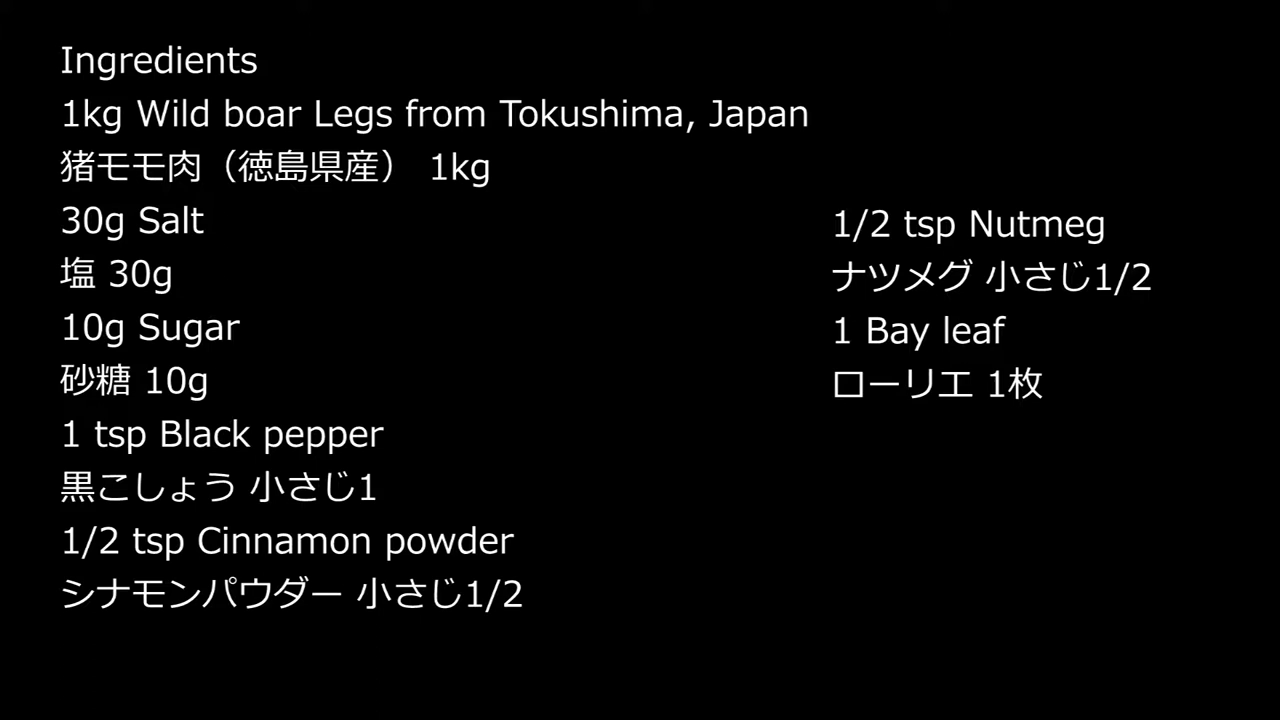 Ingredients
1kg Wild boar Legs from Tokushima, Japan
猪モモ肉（徳島県産） 1kg
30g Salt
塩 30g
10g Sugar
砂糖 10g
1 tsp Black pepper
黒こしょう 小さじ1
1/2 tsp Cinnamon powder
シナモンパウダー 小さじ1/2
1/2 tsp Nutmeg
ナツメグ 小さじ1/2
1 Bay leaf
ローリエ 1枚